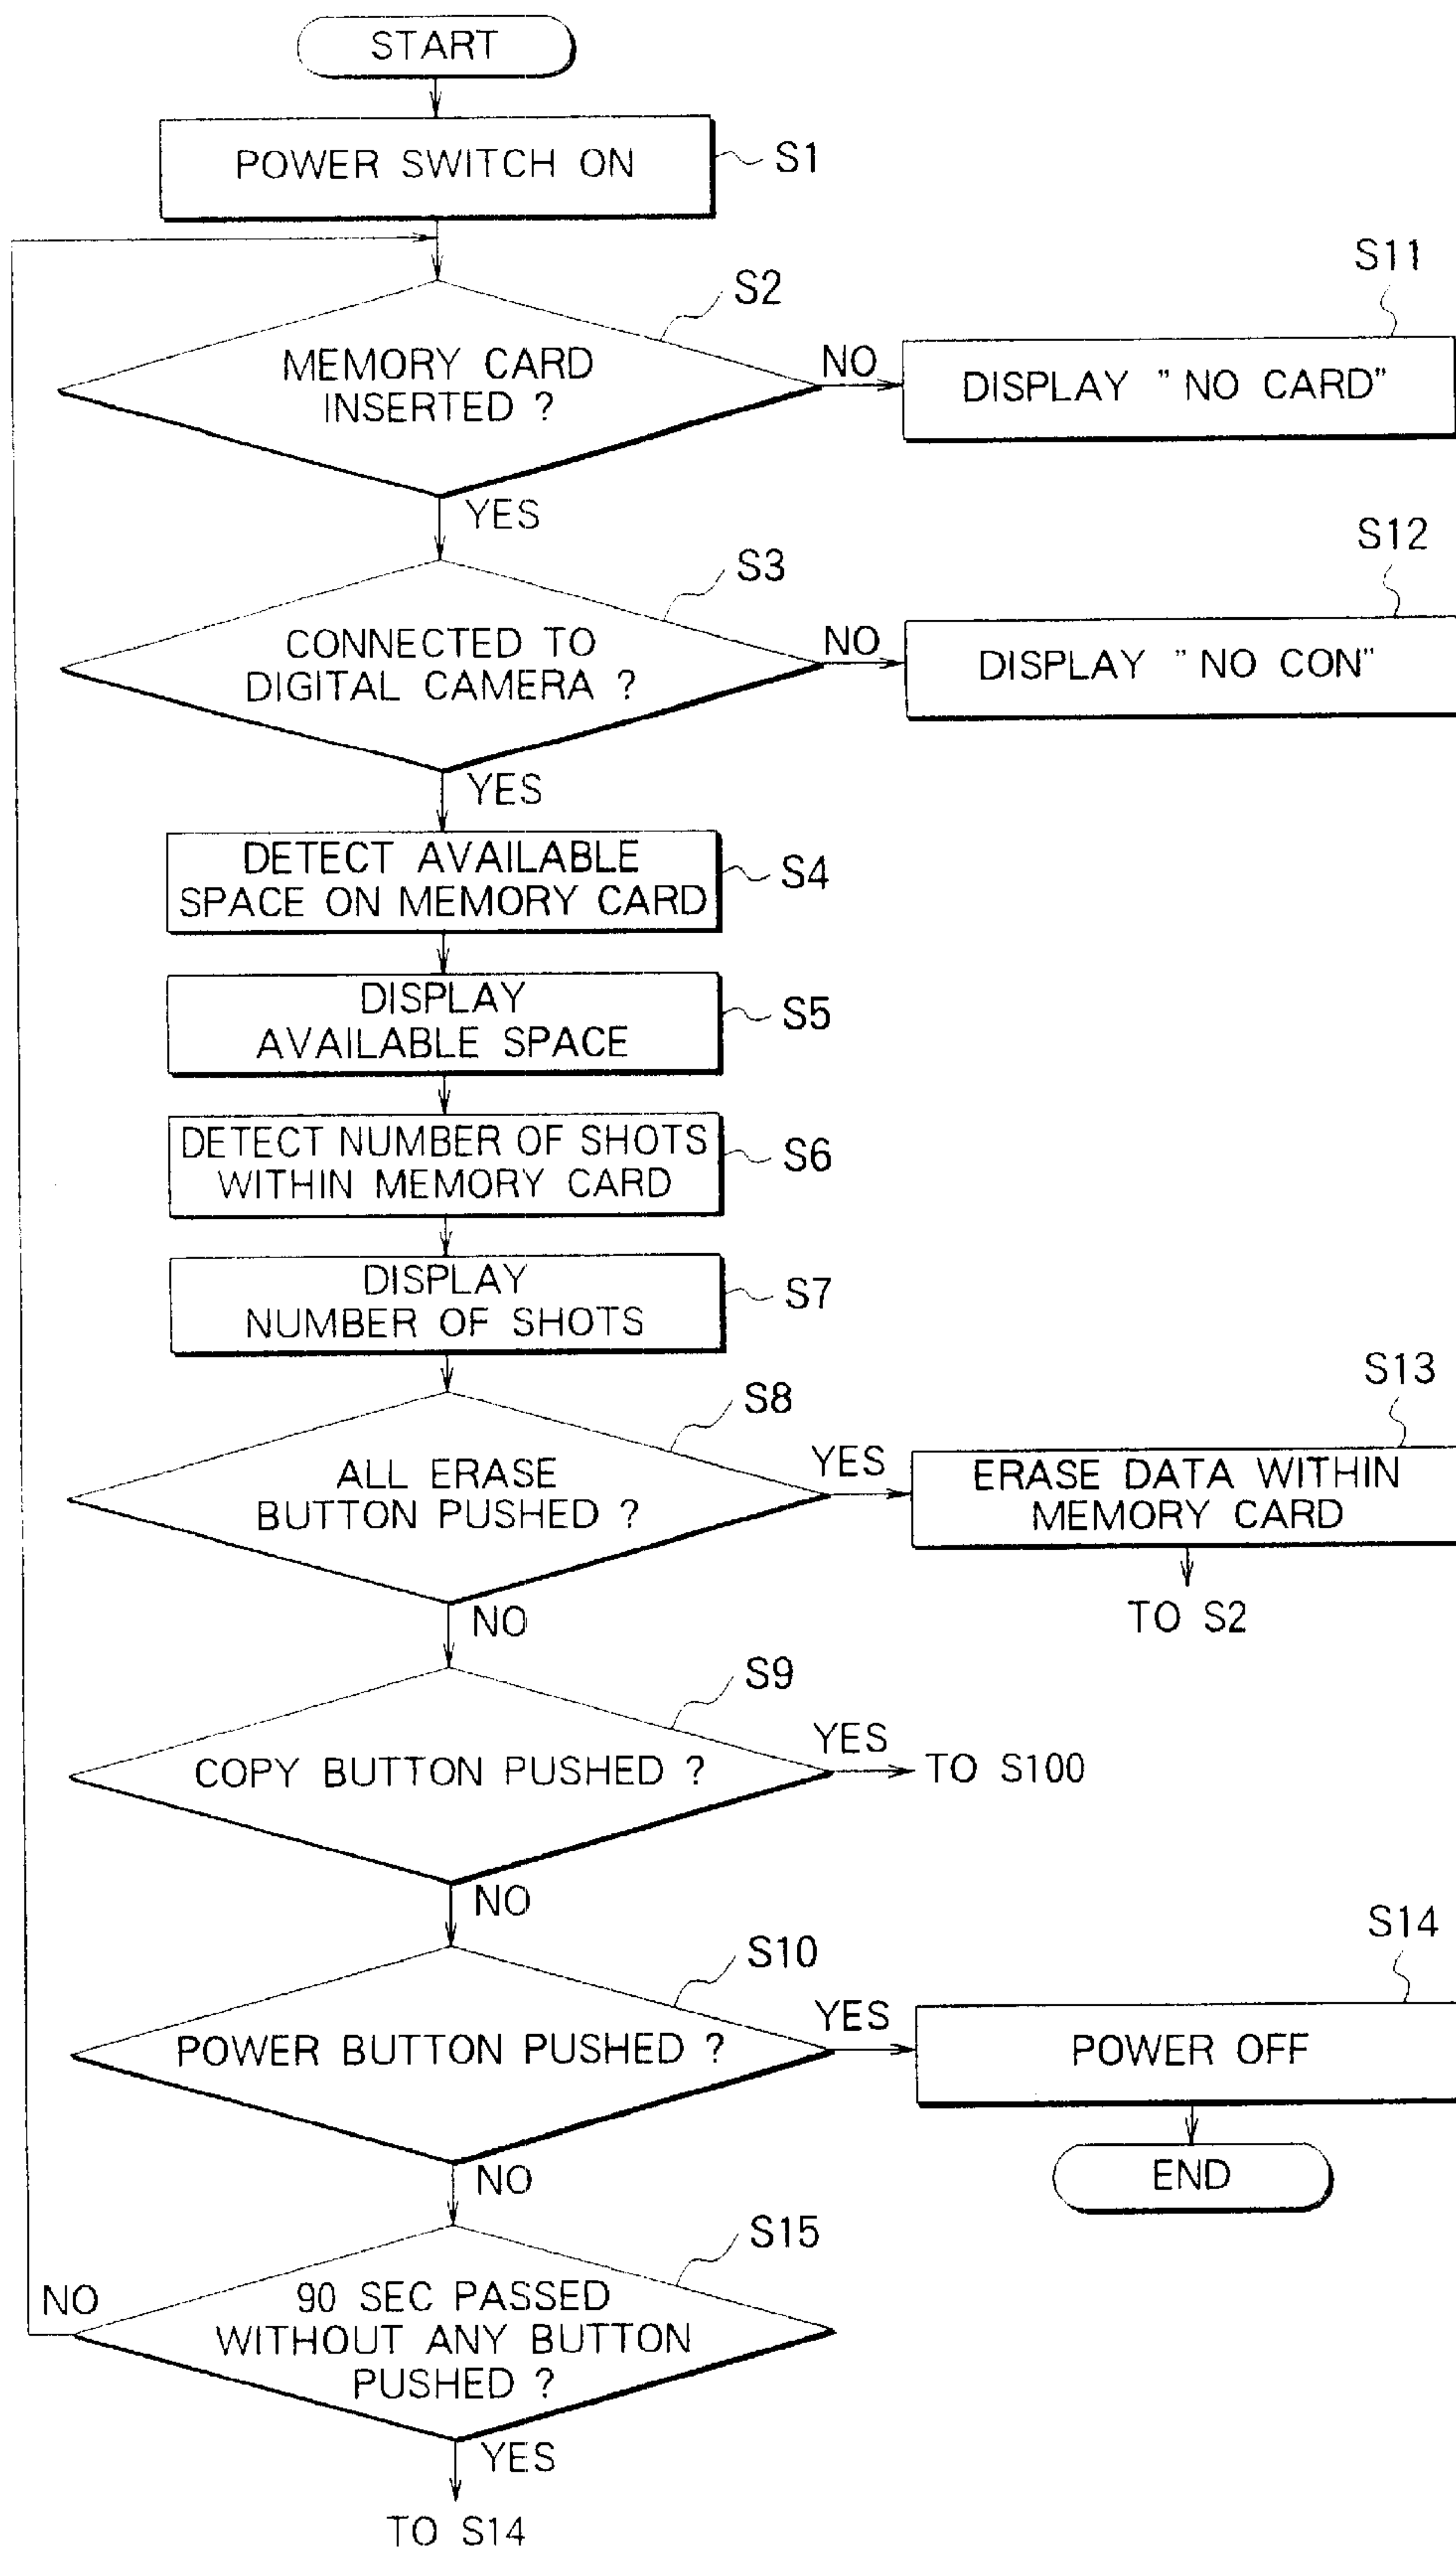 START
POWER SWITCH ON
S1
S2
MEMORY CARD
INSERTED ?
NO
S11
DISPLAY " NO CARD"
YES
S3
CONNECTED TO
DIGITAL CAMERA ?
NO
S12
DISPLAY " NO CON"
YES
DETECT AVAILABLE
SPACE ON MEMORY CARD
S4
DISPLAY
AVAILABLE SPACE
S5
DETECT NUMBER OF SHOTS
WITHIN MEMORY CARD
S6
DISPLAY
NUMBER OF SHOTS
S7
S8
ALL ERASE
BUTTON PUSHED ?
YES
S13
ERASE DATA WITHIN
MEMORY CARD
TO S2
NO
S9
COPY BUTTON PUSHED ?
YES
TO S100
NO
S10
POWER BUTTON PUSHED ?
YES
S14
POWER OFF
END
NO
S15
90 SEC PASSED
WITHOUT ANY BUTTON
PUSHED ?
NO
YES
TO S14